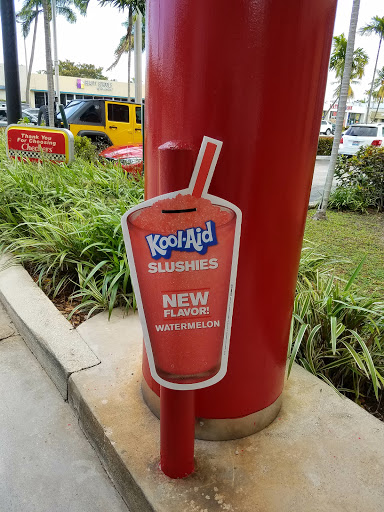 Thank You
For Choosing
Checkers
Kool-Aid
SLUSHIES
NEW
FLAVOR!
WATERMELON